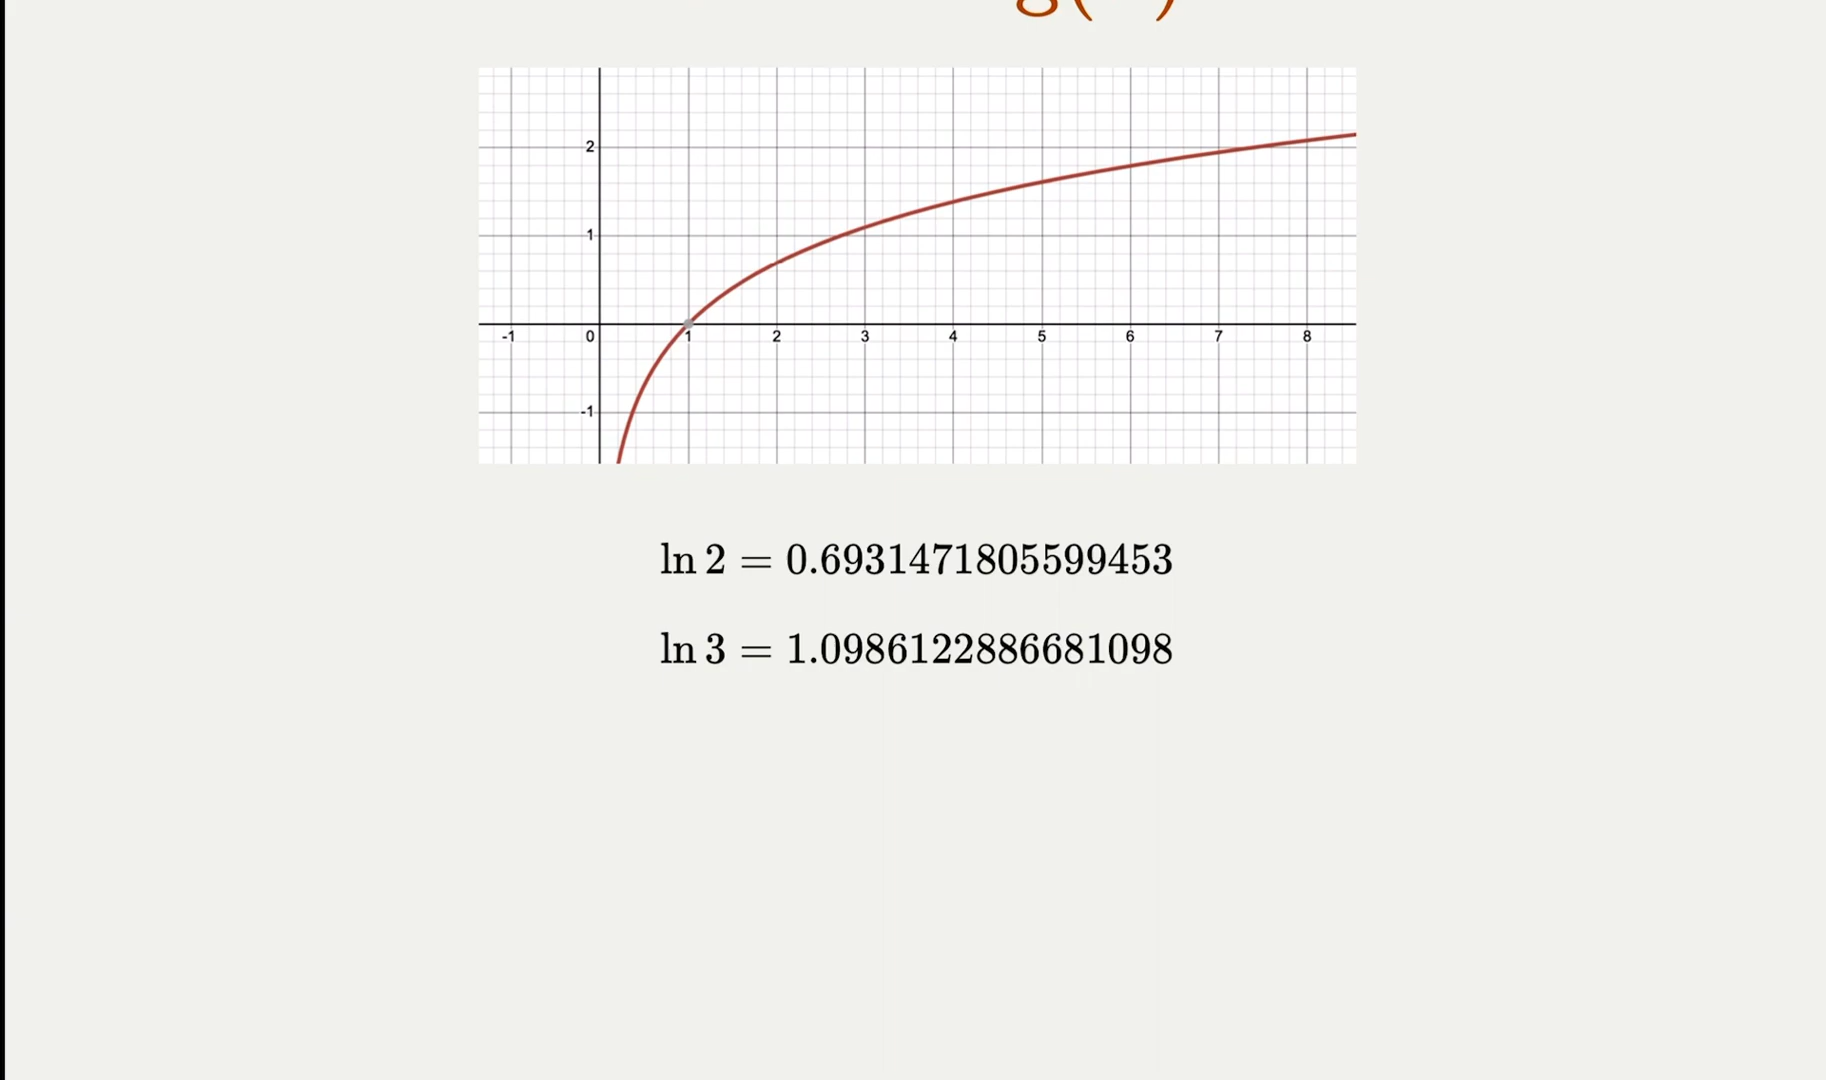 2
1
-1 0 1 2 3 4 5 6 7 8
-1
ln 2 = 0.6931471805599453
ln 3 = 1.0986122886681098